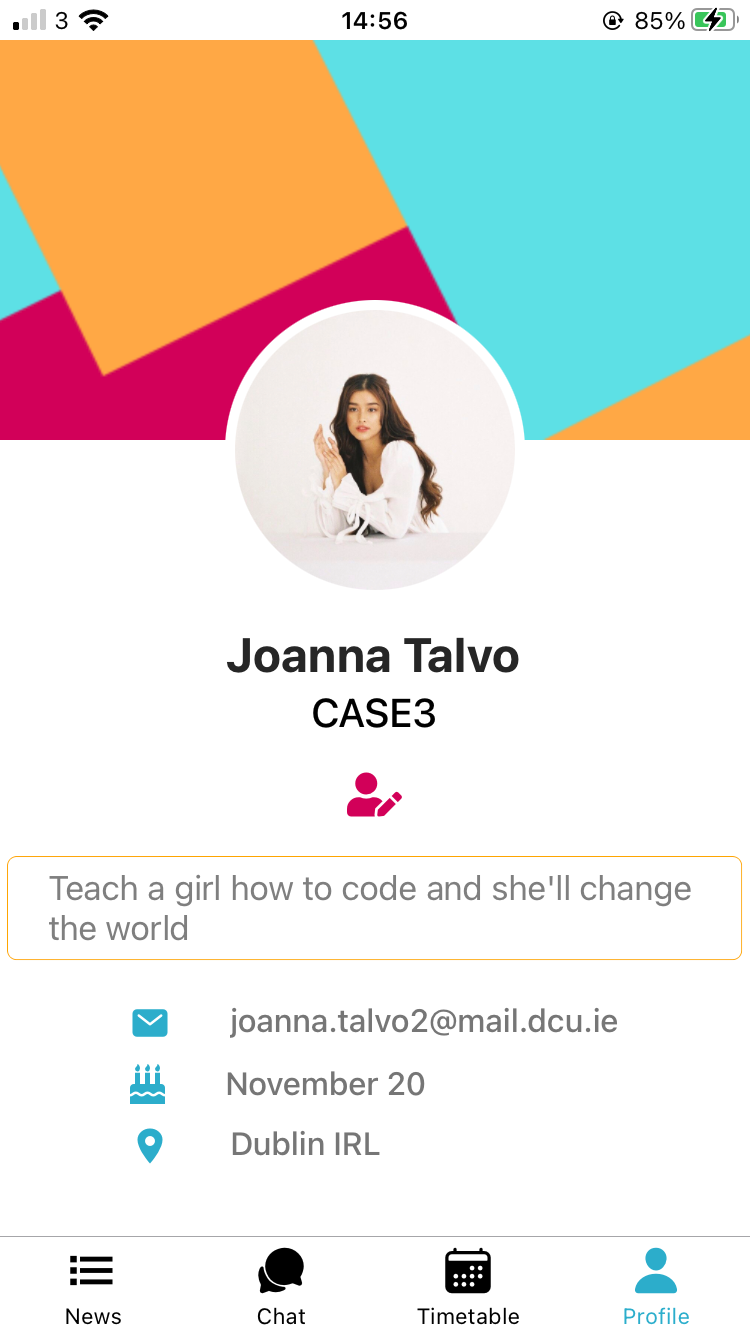 3 14:56 85%
Joanna Talvo
CASE3
Teach a girl how to code and she'll change
the world
joanna.talvo2@mail.dcu.ie
November 20
Dublin IRL
News Chat Timetable Profile